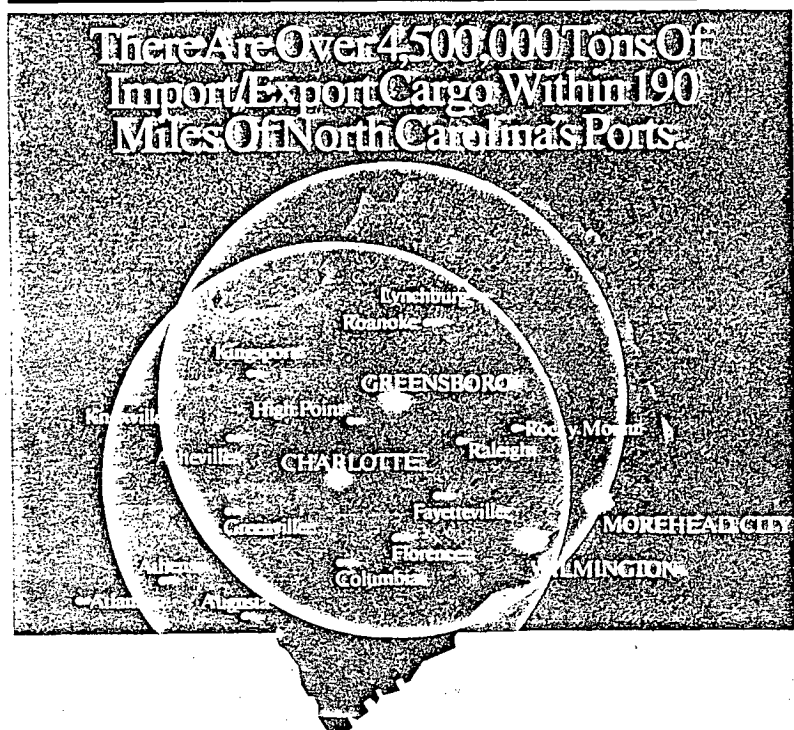 There Are Over 4,500,000 Tons Of
Import/Export Cargo Within 190
Miles Of North Carolina's Ports.
Lynchburg
Roanoke
Kingsport
GREENSBORO
Knoxville
High Point
Rocky Mount
Asheville
Raleigh
CHARLOTTE
Greenville
Fayetteville
MOREHEAD CITY
Florence
WILMINGTON
Athens
Columbia
Atlanta
Augusta